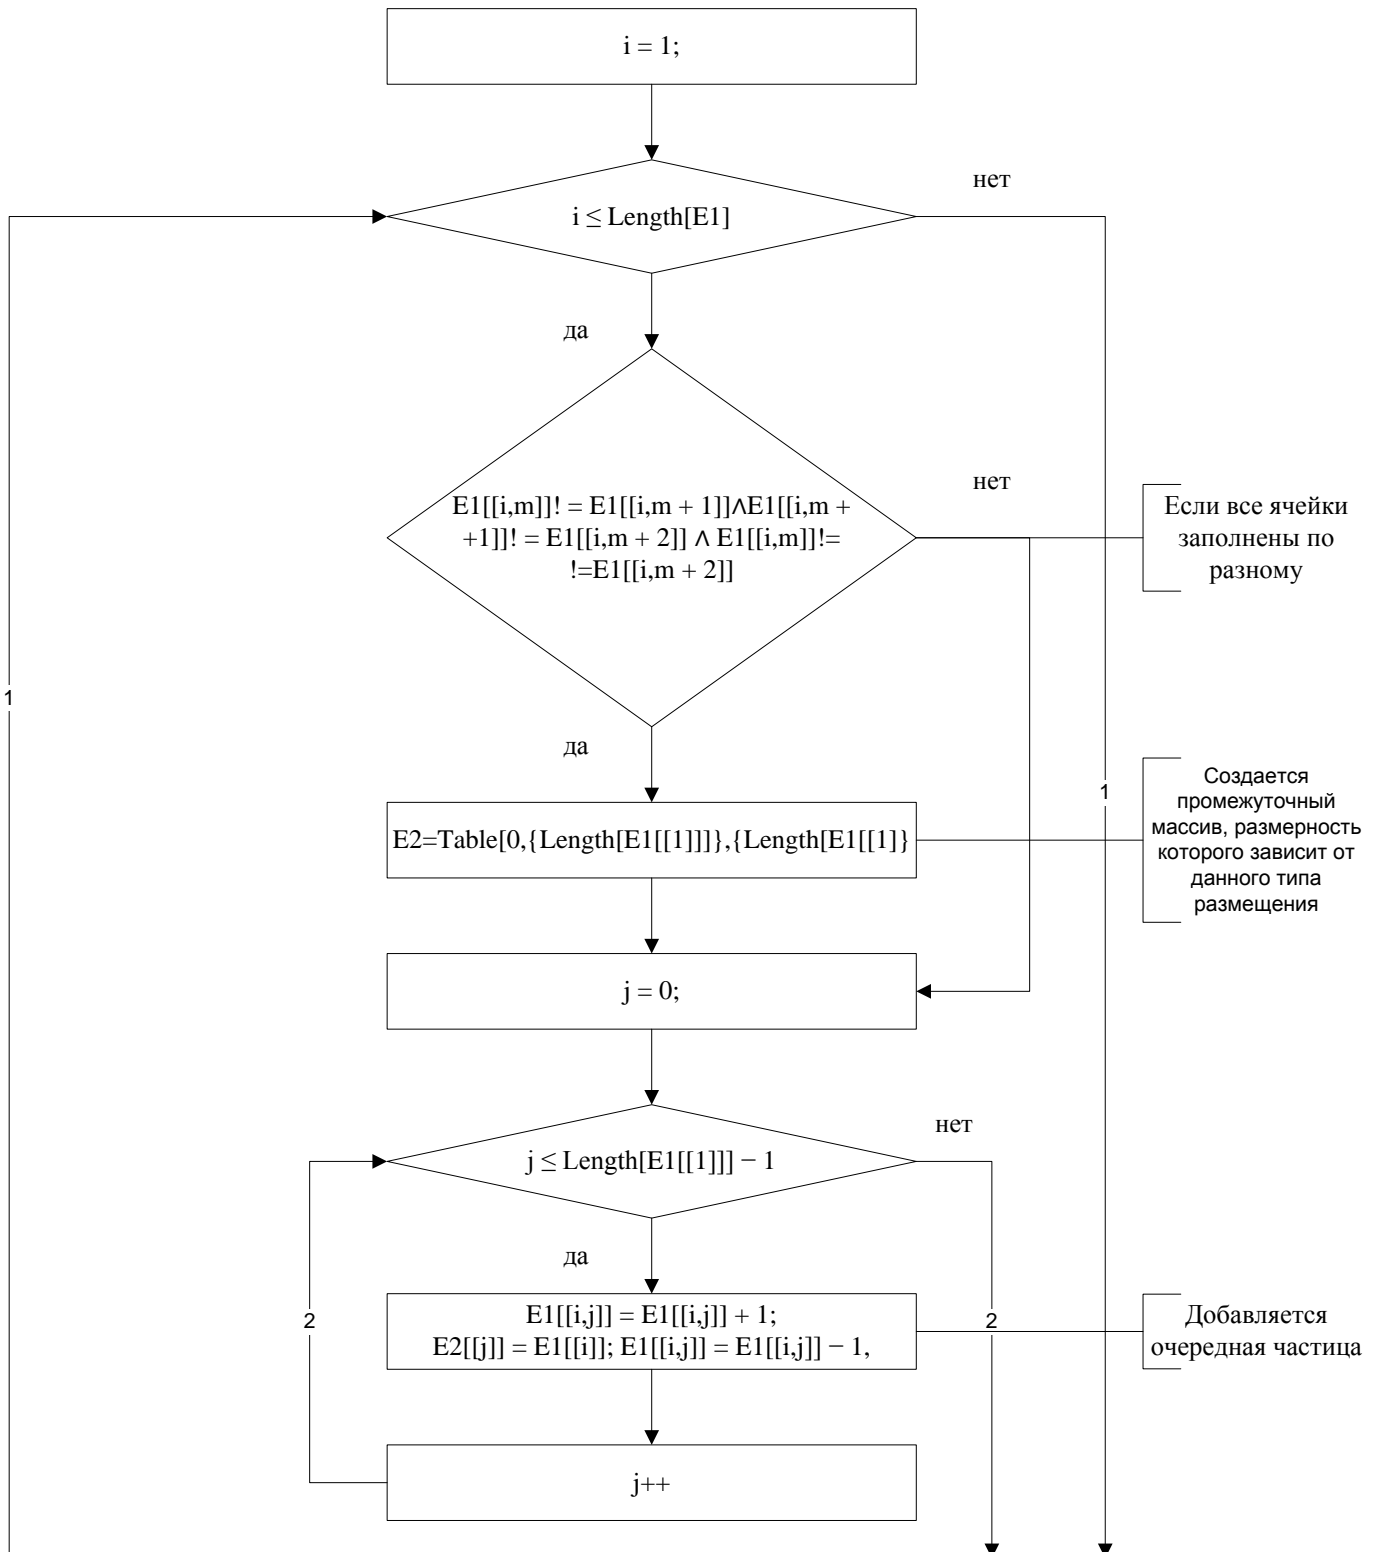 i = 1;
нет
i ≤ Length[E1]
да
нет
E1[[i,m]]! = E1[[i,m + 1]]∧E1[[i,m +
+1]]! = E1[[i,m + 2]] ∧ E1[[i,m]]!=
!=E1[[i,m + 2]]
Если все ячейки
заполнены по
разному
1
да
1
E2=Table[0,{Length[E1[[1]]]},{Length[E1[[1]}
Создается
промежуточный
массив, размерность
которого зависит от
данного типа
размещения
j = 0;
нет
j ≤ Length[E1[[1]]] − 1
да
2
E1[[i,j]] = E1[[i,j]] + 1;
E2[[j]] = E1[[i]]; E1[[i,j]] = E1[[i,j]] − 1,
2
Добавляется
очередная частица
j++